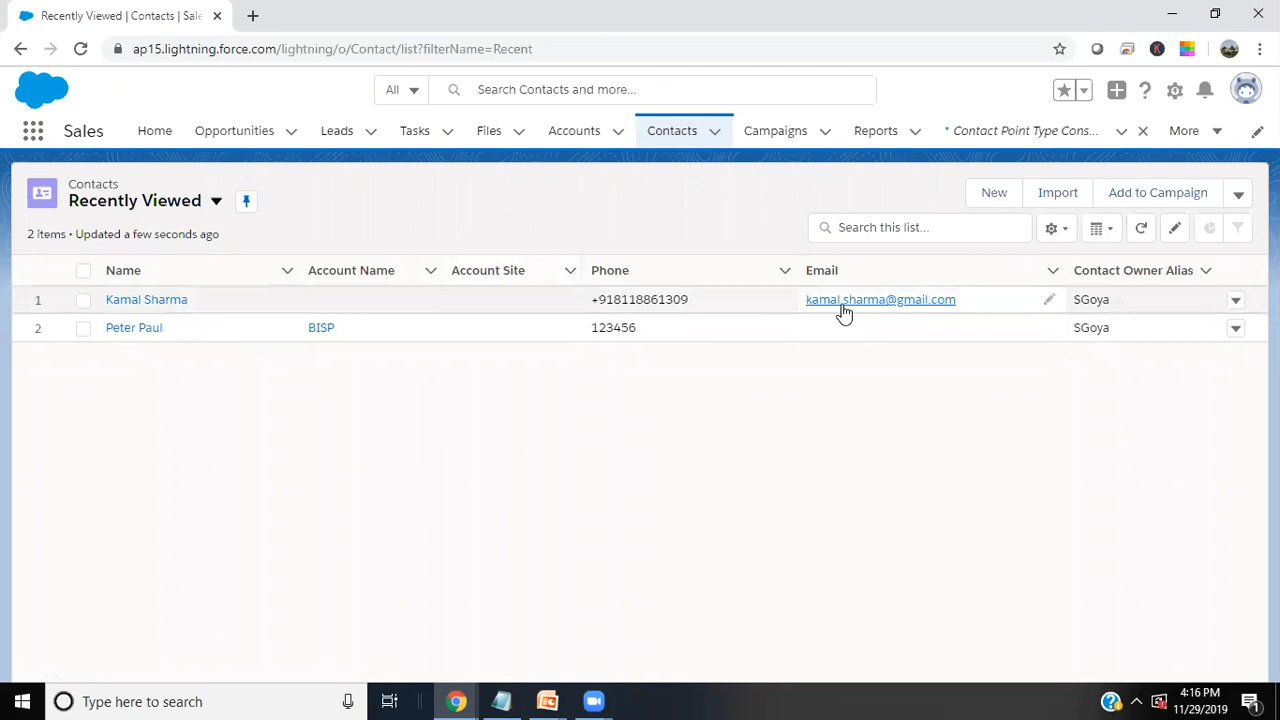 Recently Viewed | Contacts | Sale
ap15.lightning.force.com/lightning/o/Contact/list?filterName=Recent
All
Search Contacts and more...
Sales
Home
Opportunities
Leads
Tasks
Files
Accounts
Contacts
Campaigns
Reports
* Contact Point Type Cons...
More
Contacts
Recently Viewed
New
Import
Add to Campaign
2 items • Updated a few seconds ago
Search this list...
Name
Account Name
Account Site
Phone
Email
Contact Owner Alias
1
Kamal Sharma
+918118861309
kamal.sharma@gmail.com
SGoya
2
Peter Paul
BISP
123456
SGoya
Type here to search
4:16 PM
11/29/2019